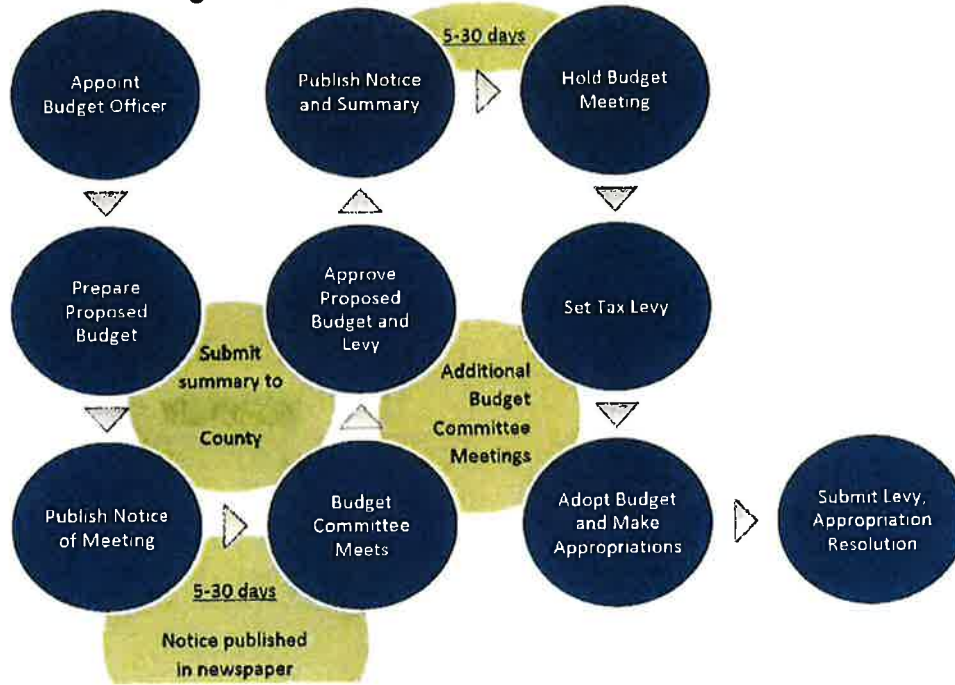 Appoint
Budget Officer
Prepare
Proposed
Budget
Publish Notice
of Meeting
5-30 days
Notice published
in newspaper
Budget
Committee
Meets
Submit
summary to
County
Approve
Proposed
Budget and
Levy
Additional
Budget
Committee
Meetings
Publish Notice
and Summary
5-30 days
Hold Budget
Meeting
Set Tax Levy
Adopt Budget
and Make
Appropriations
Submit Levy,
Appropriation
Resolution